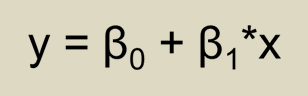 y = β₀ + β₁*x